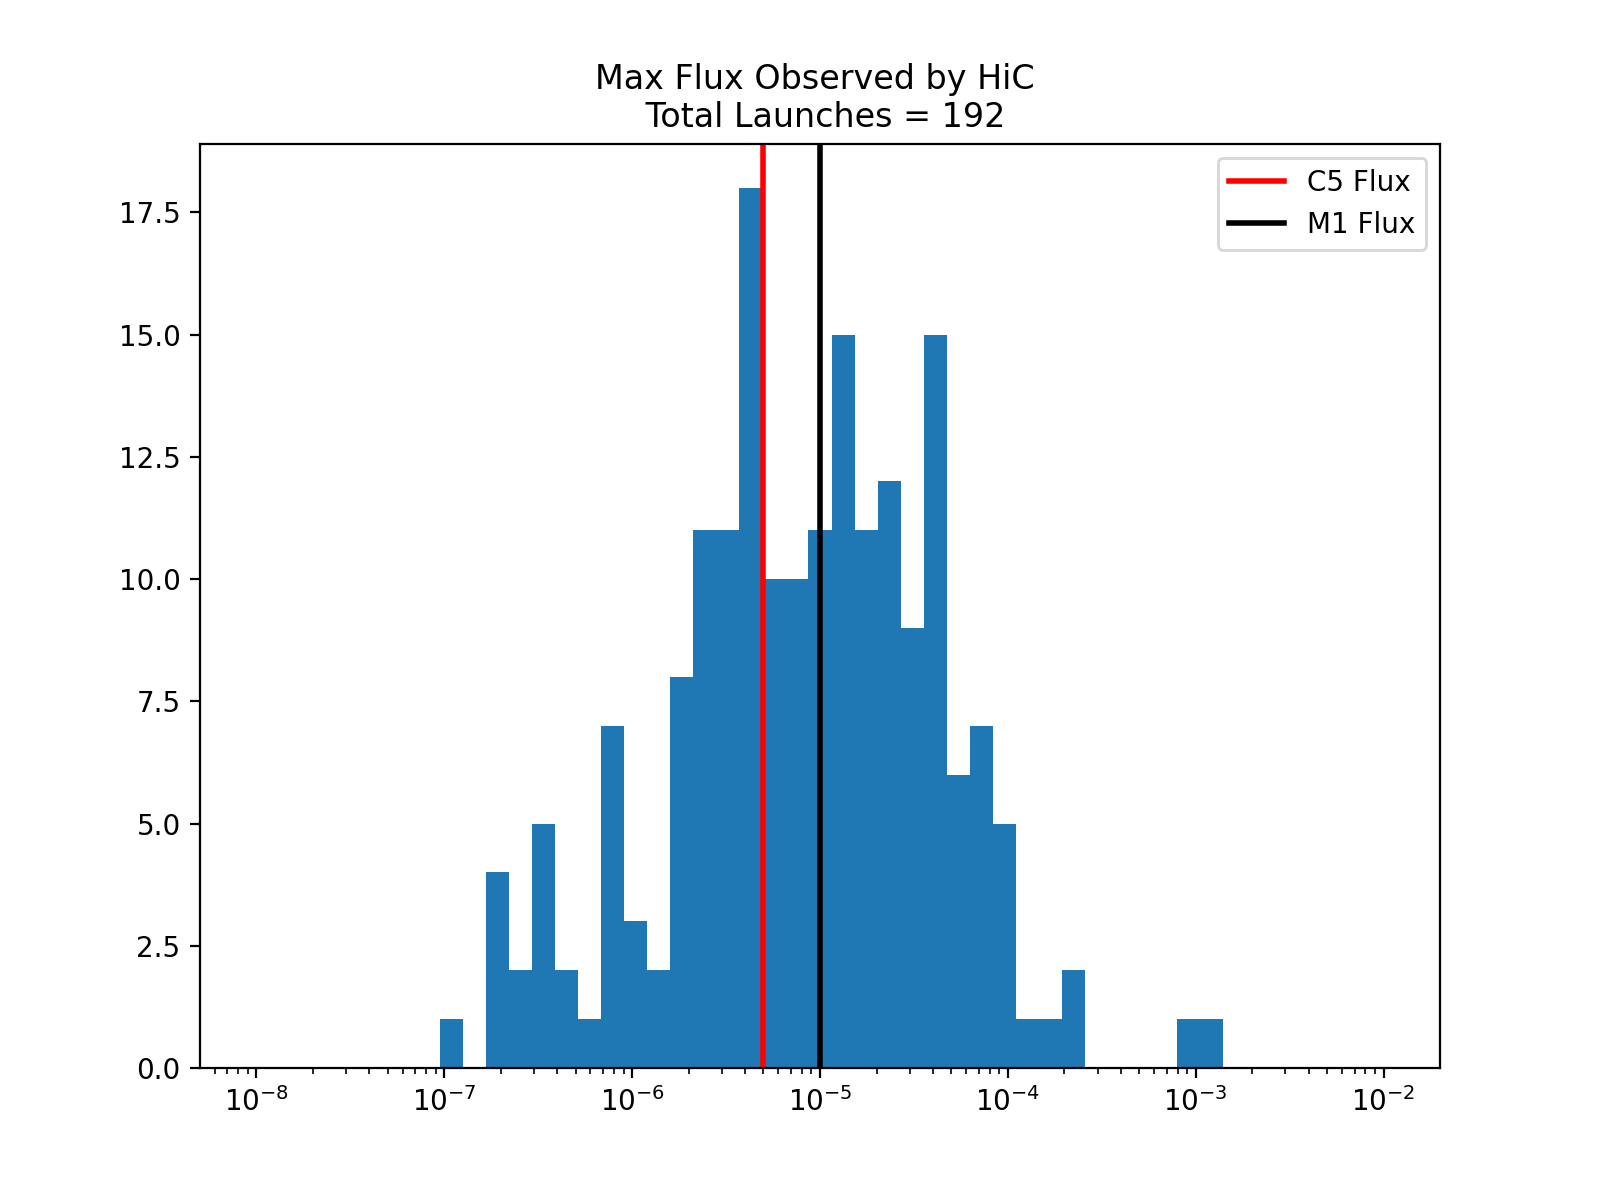 Max Flux Observed by HiC
Total Launches = 192
C5 Flux
M1 Flux
17.5
15.0
12.5
10.0
7.5
5.0
2.5
0.0
10⁻⁸ 10⁻⁷ 10⁻⁶ 10⁻⁵ 10⁻⁴ 10⁻³ 10⁻²